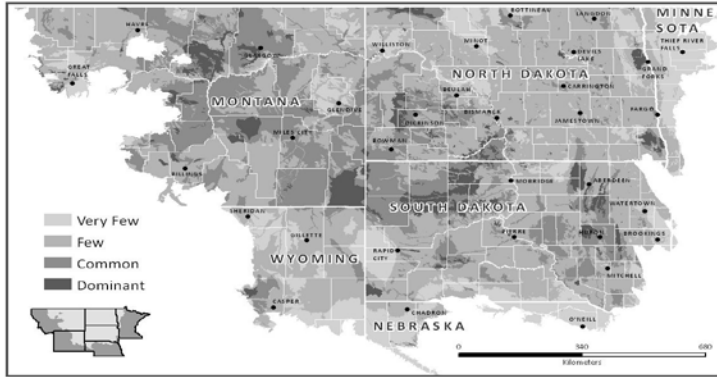 BOTTINEAU
LANGDON
MINNE
SOTA
HAVRE
MINOT
THIEF RIVER
FALLS
WILLISTON
DEVILS
LAKE
GREAT
FALLS
GRAND
FORKS
NORTH DAKOTA
BEULAH
CARRINGTON
MONTANA
GLENDIVE
DICKINSON
BISMARCK
JAMESTOWN
FARGO
MILES CITY
BOWMAN
BILLINGS
MOBRIDGE
ABERDEEN
SHERIDAN
SOUTH DAKOTA
WATERTOWN
Very Few
Few
Common
Dominant
GILLETTE
PIERRE
HURON
BROOKINGS
WYOMING
RAPID
CITY
MITCHELL
CASPER
CHADRON
NEBRASKA
O'NEILL
0
340
680
Kilometers